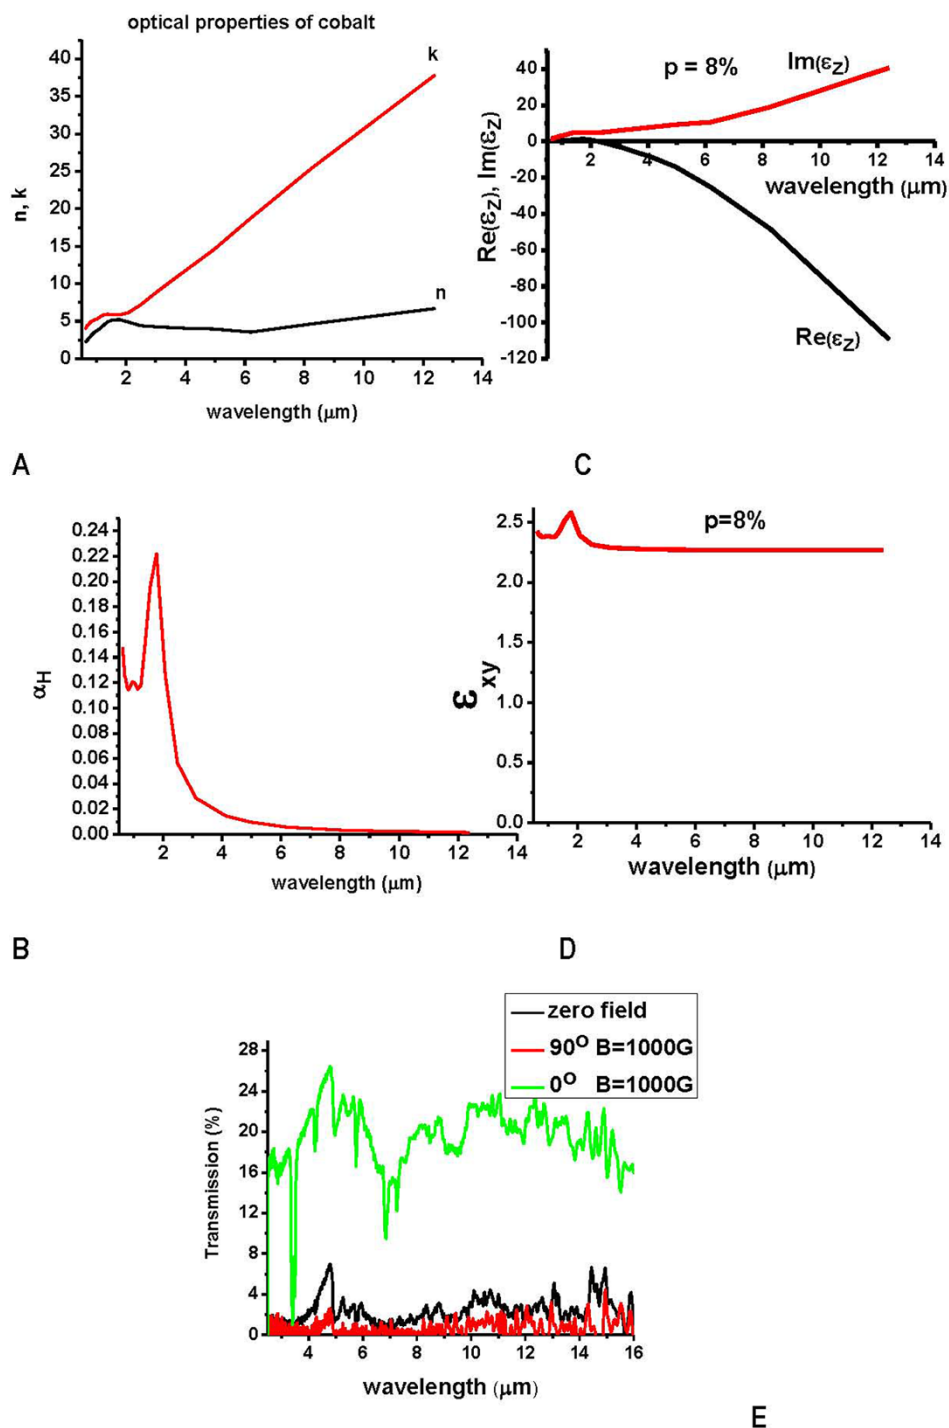 optical properties of cobalt
40
35
30
25
20
15
10
5
0
n, k
k
n
2 4 6 8 10 12 14
wavelength (μm)
A
40
20
0
-20
-40
-60
-80
-100
-120
Re(εZ), Im(εZ)
p = 8%
Im(εZ)
2 4 6 8 10 12 14
wavelength (μm)
Re(εZ)
C
0.24
0.22
0.20
0.18
0.16
0.14
0.12
0.10
0.08
0.06
0.04
0.02
0.00
αH
2 4 6 8 10 12 14
wavelength (μm)
B
2.5
2.0
1.5
1.0
0.5
0.0
εxy
p=8%
2 4 6 8 10 12 14
wavelength (μm)
D
zero field
90O B=1000G
0O B=1000G
28
24
20
16
12
8
4
0
Transmission (%)
4 6 8 10 12 14 16
wavelength (μm)
E